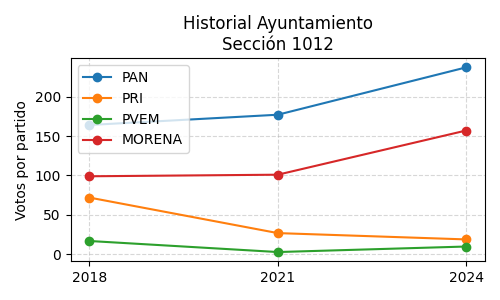 Historial Ayuntamiento
Sección 1012
Votos por partido
200
150
100
50
0
PAN
PRI
PVEM
MORENA
2018
2021
2024